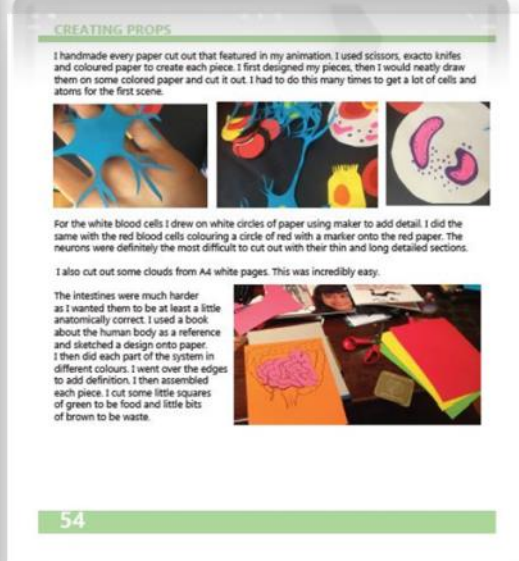 CREATING PROPS
I handmade every paper cut out that featured in my animation. I used scissors, exacto knifes
and coloured paper to create each piece. I first designed my pieces, then I would neatly draw
them on some colored paper and cut it out. I had to do this many times to get a lot of cells and
atoms for the first scene.
For the white blood cells I drew on white circles of paper using maker to add detail. I did the
same with the red blood cells colouring a circle of red with a marker onto the red paper. The
neurons were definitely the most difficult to cut out with their thin and long detailed sections.
I also cut out some clouds from A4 white pages. This was incredibly easy.
The intestines were much harder
as I wanted them to be at least a little
anatomically correct. I used a book
about the human body as a reference
and sketched a design onto paper.
I then did each part of the system in
different colours. I went over the edges
to add definition. I then assembled
each piece. I cut some little squares
of green to be food and little bits
of brown to be waste.
54